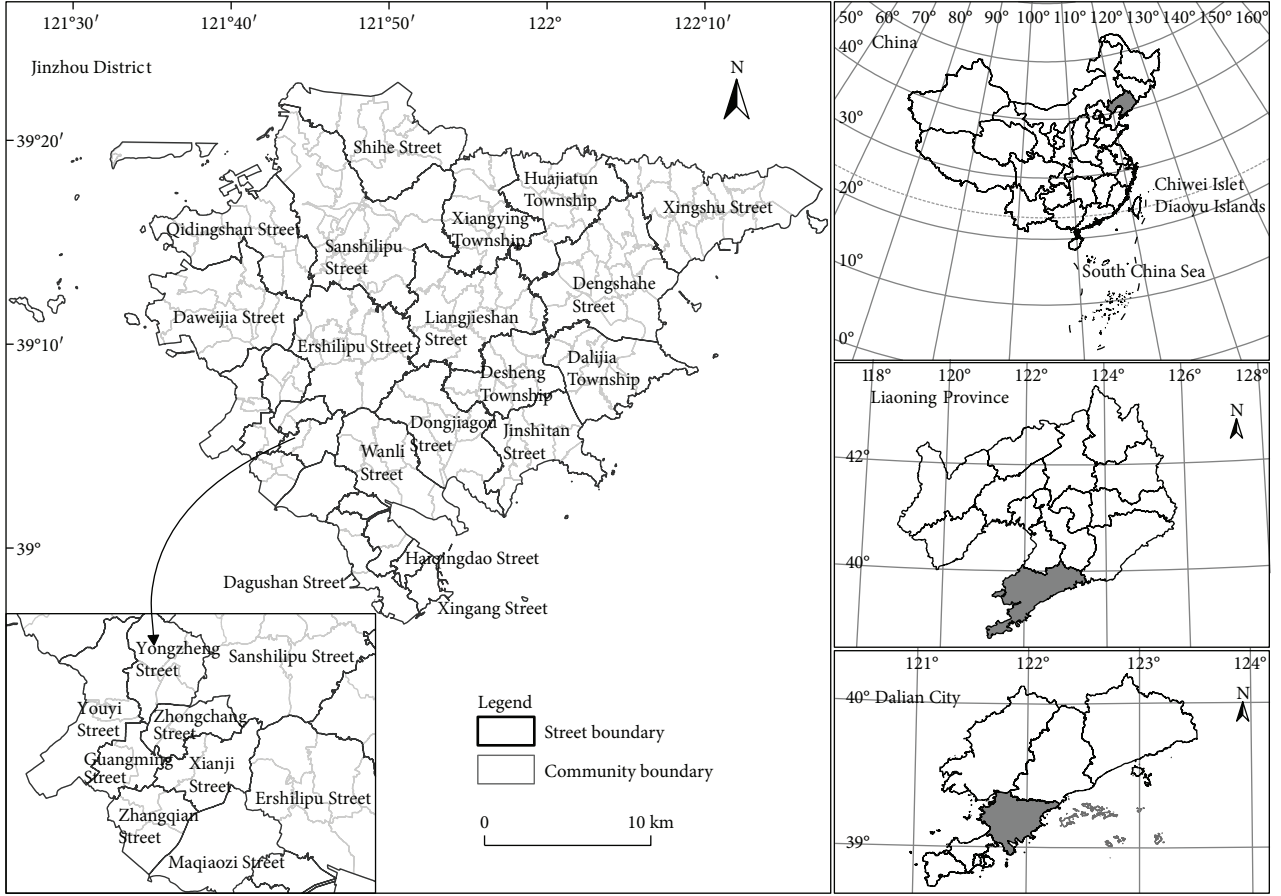 121°30′ 121°40′ 121°50′ 122° 122°10′
Jinzhou District
N
39°20′
39°10′
39°
Shihe Street
Huajiatun
Township
Xingshu Street
Xiangying
Township
Qidingshan Street
Sanshilipu
Street
Dengshahe
Street
Daweijia Street
Liangjieshan
Street
Ershilipu Street
Dalijia
Township
Desheng
Township
Dongjiagou
Street
Jinshitan
Street
Wanli
Street
Haiqingdao Street
Dagushan Street
Xingang Street
Yongzheng
Street
Sanshilipu Street
Youyi
Street
Zhongchang
Street
Guangming
Street
Xianji
Street
Ershilipu Street
Zhangqian
Street
Maqiaozi Street
Legend
Street boundary
Community boundary
0 10 km
50° 60° 70° 80° 90° 100° 110° 120° 130° 140° 150° 160°
China
40°
30°
20°
10°
0°
Chiwei Islet
Diaoyu Islands
South China Sea
118° 120° 122° 124° 126° 128°
Liaoning Province
N
42°
40°
121° 122° 123° 124°
40° Dalian City
N
39°